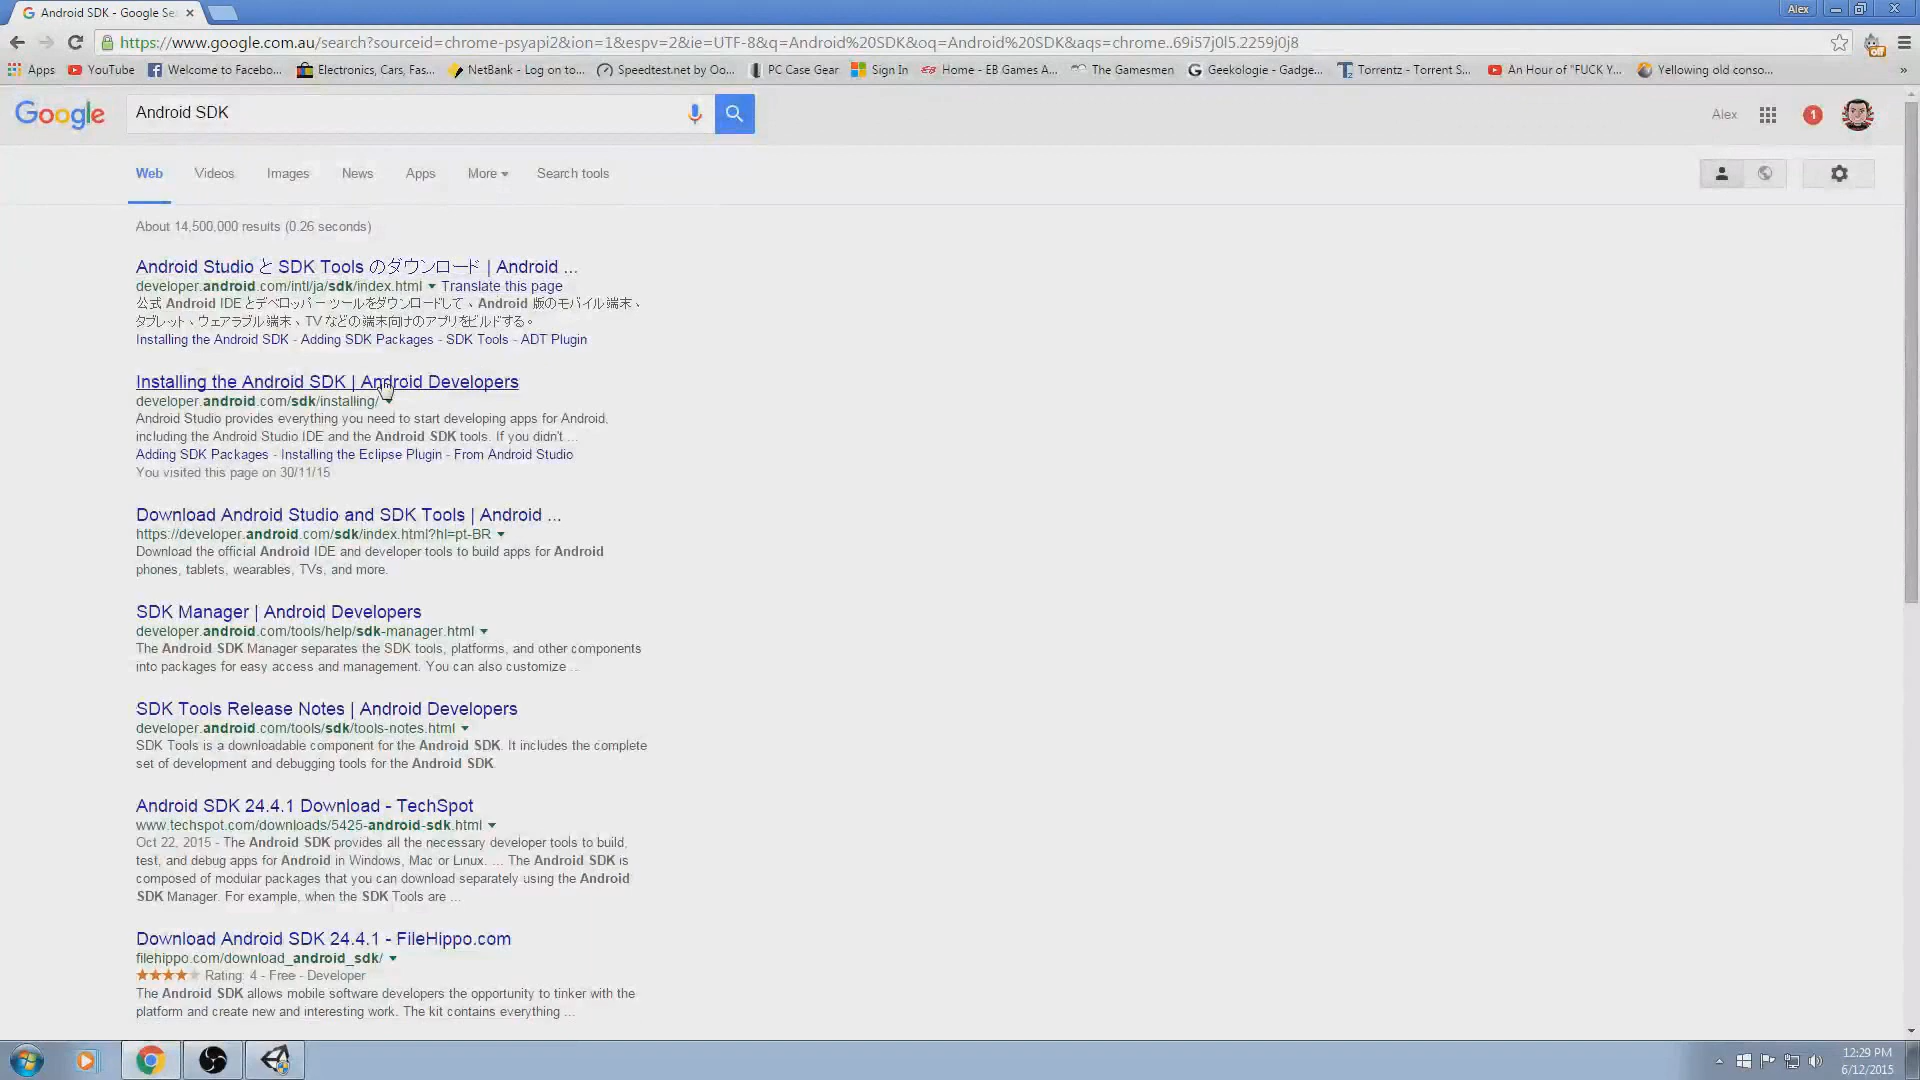 Android SDK - Google Se
Alex
https://www.google.com.au/search?sourceid=chrome-psyapi2&ion=1&espv=2&ie=UTF-8&q=Android%20SDK&oq=Android%20SDK&aqs=chrome..69i57j0l5.2259j0j8
Apps YouTube Welcome to Facebo... Electronics, Cars, Fas... NetBank - Log on to... Speedtest.net by Oo... PC Case Gear Sign In Home - EB Games A... The Gamesmen Geekologie - Gadge... Torrentz - Torrent S... An Hour of "FUCK Y... Yellowing old conso... »
Google Android SDK Alex 1
Web Videos Images News Apps More Search tools
About 14,500,000 results (0.26 seconds)
Android Studio と SDK Tools のダウンロード | Android ...
developer.android.com/intl/ja/sdk/index.html Translate this page
公式 Android IDE とデベロッパー ツールをダウンロードして、Android 版のモバイル端末、
タブレット、ウェアラブル端末、TV などの端末向けのアプリをビルドする。
Installing the Android SDK - Adding SDK Packages - SDK Tools - ADT Plugin
Installing the Android SDK | Android Developers
developer.android.com/sdk/installing/
Android Studio provides everything you need to start developing apps for Android,
including the Android Studio IDE and the Android SDK tools. If you didn't ...
Adding SDK Packages - Installing the Eclipse Plugin - From Android Studio
You visited this page on 30/11/15
Download Android Studio and SDK Tools | Android ...
https://developer.android.com/sdk/index.html?hl=pt-BR
Download the official Android IDE and developer tools to build apps for Android
phones, tablets, wearables, TVs, and more.
SDK Manager | Android Developers
developer.android.com/tools/help/sdk-manager.html
The Android SDK Manager separates the SDK tools, platforms, and other components
into packages for easy access and management. You can also customize ...
SDK Tools Release Notes | Android Developers
developer.android.com/tools/sdk/tools-notes.html
SDK Tools is a downloadable component for the Android SDK. It includes the complete
set of development and debugging tools for the Android SDK.
Android SDK 24.4.1 Download - TechSpot
www.techspot.com/downloads/5425-android-sdk.html
Oct 22, 2015 - The Android SDK provides all the necessary developer tools to build,
test, and debug apps for Android in Windows, Mac or Linux. ... The Android SDK is
composed of modular packages that you can download separately using the Android
SDK Manager. For example, when the SDK Tools are ...
Download Android SDK 24.4.1 - FileHippo.com
filehippo.com/download_android_sdk/
Rating: 4 - Free - Developer
The Android SDK allows mobile software developers the opportunity to tinker with the
platform and create new and interesting work. The kit contains everything ...
12:29 PM
6/12/2015